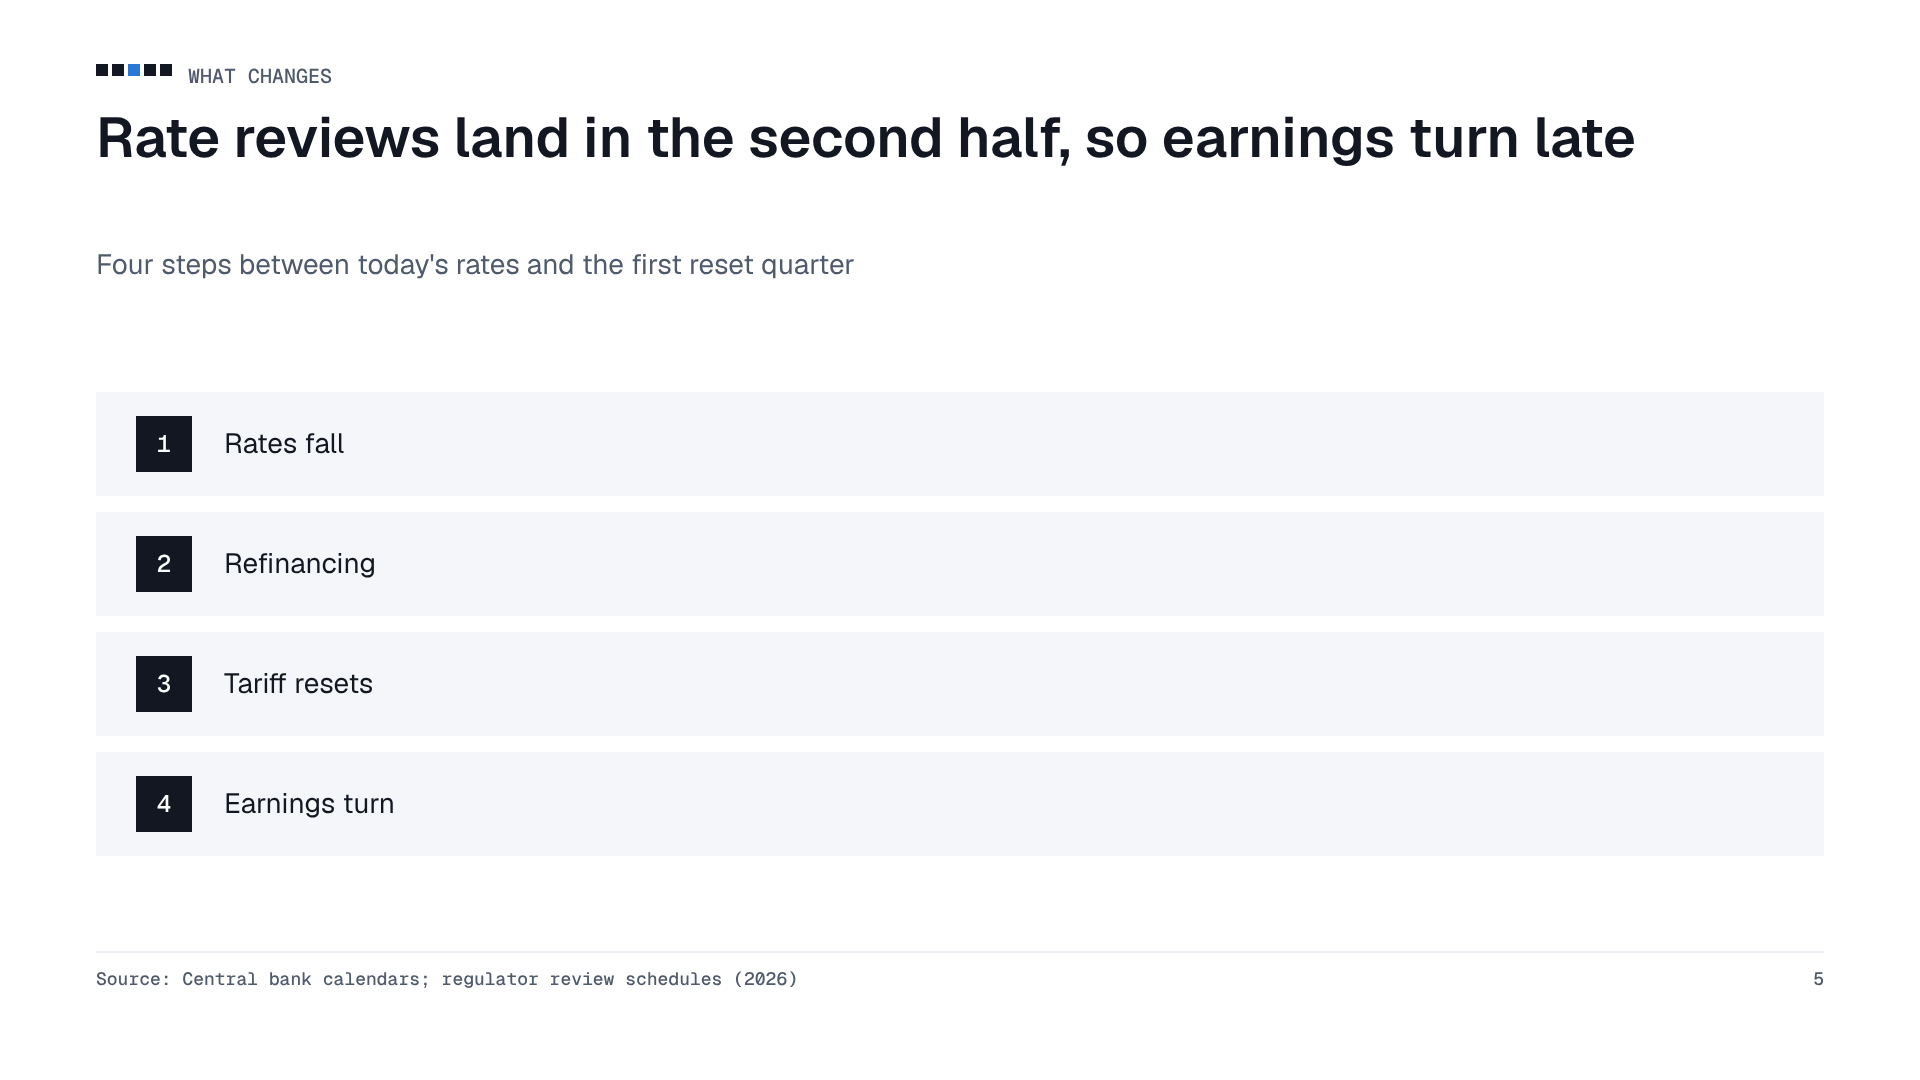 WHAT CHANGES
Rate reviews land in the second half, so earnings turn late
Four steps between today's rates and the first reset quarter
1 Rates fall
2 Refinancing
3 Tariff resets
4 Earnings turn
Source: Central bank calendars; regulator review schedules (2026)
5